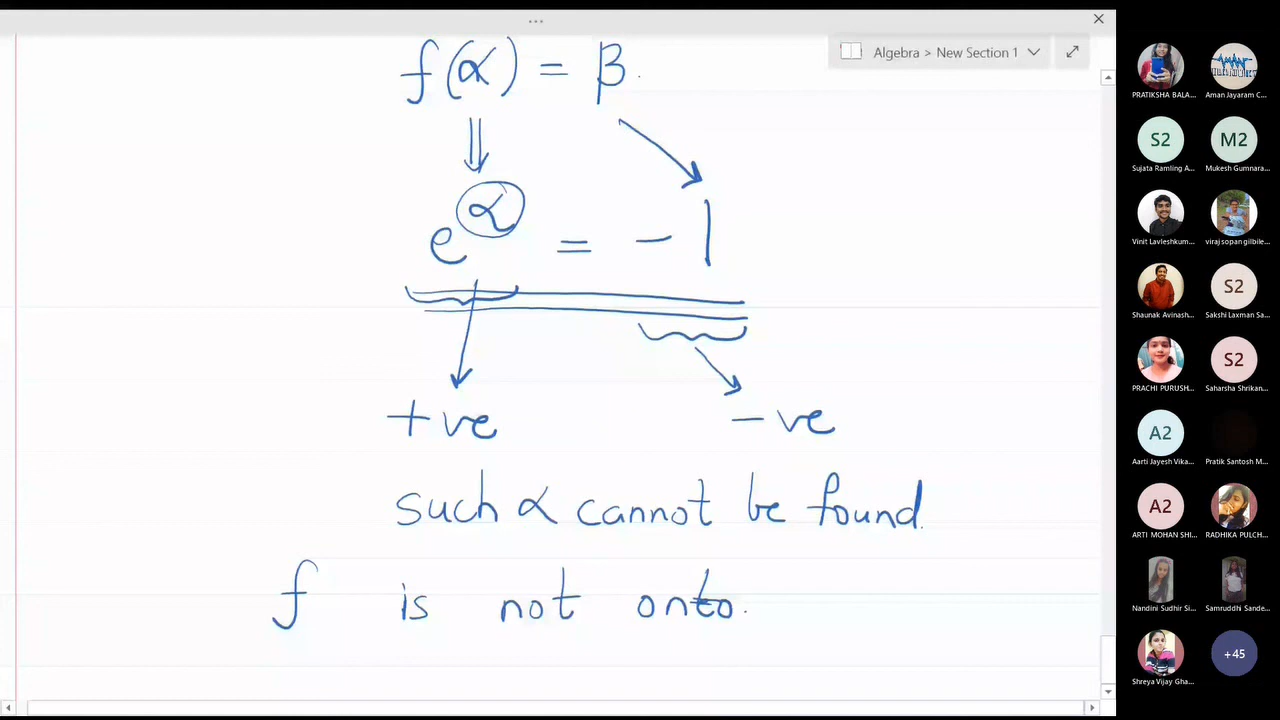 ...
Algebra > New Section 1
f(α) = β.
e^α = -1
+ve -ve
such α cannot be found.
f is not onto.
PRATIKSHA BALA...
Aman Jayaram C...
S2
M2
Sujata Ramling A...
Mukesh Gumnara...
Vinit Lavleshkum...
viraj sopan gilbile...
S2
Shaunak Avinash...
Sakshi Laxman Sa...
S2
PRACHI PURUSH...
Saharsha Shrikan...
A2
Aarti Jayesh Vika...
Pratik Santosh M...
A2
ARTI MOHAN SHI...
RADHIKA PULCH...
Nandini Sudhir Si...
Samruddhi Sande...
+45
Shreya Vijay Gha...